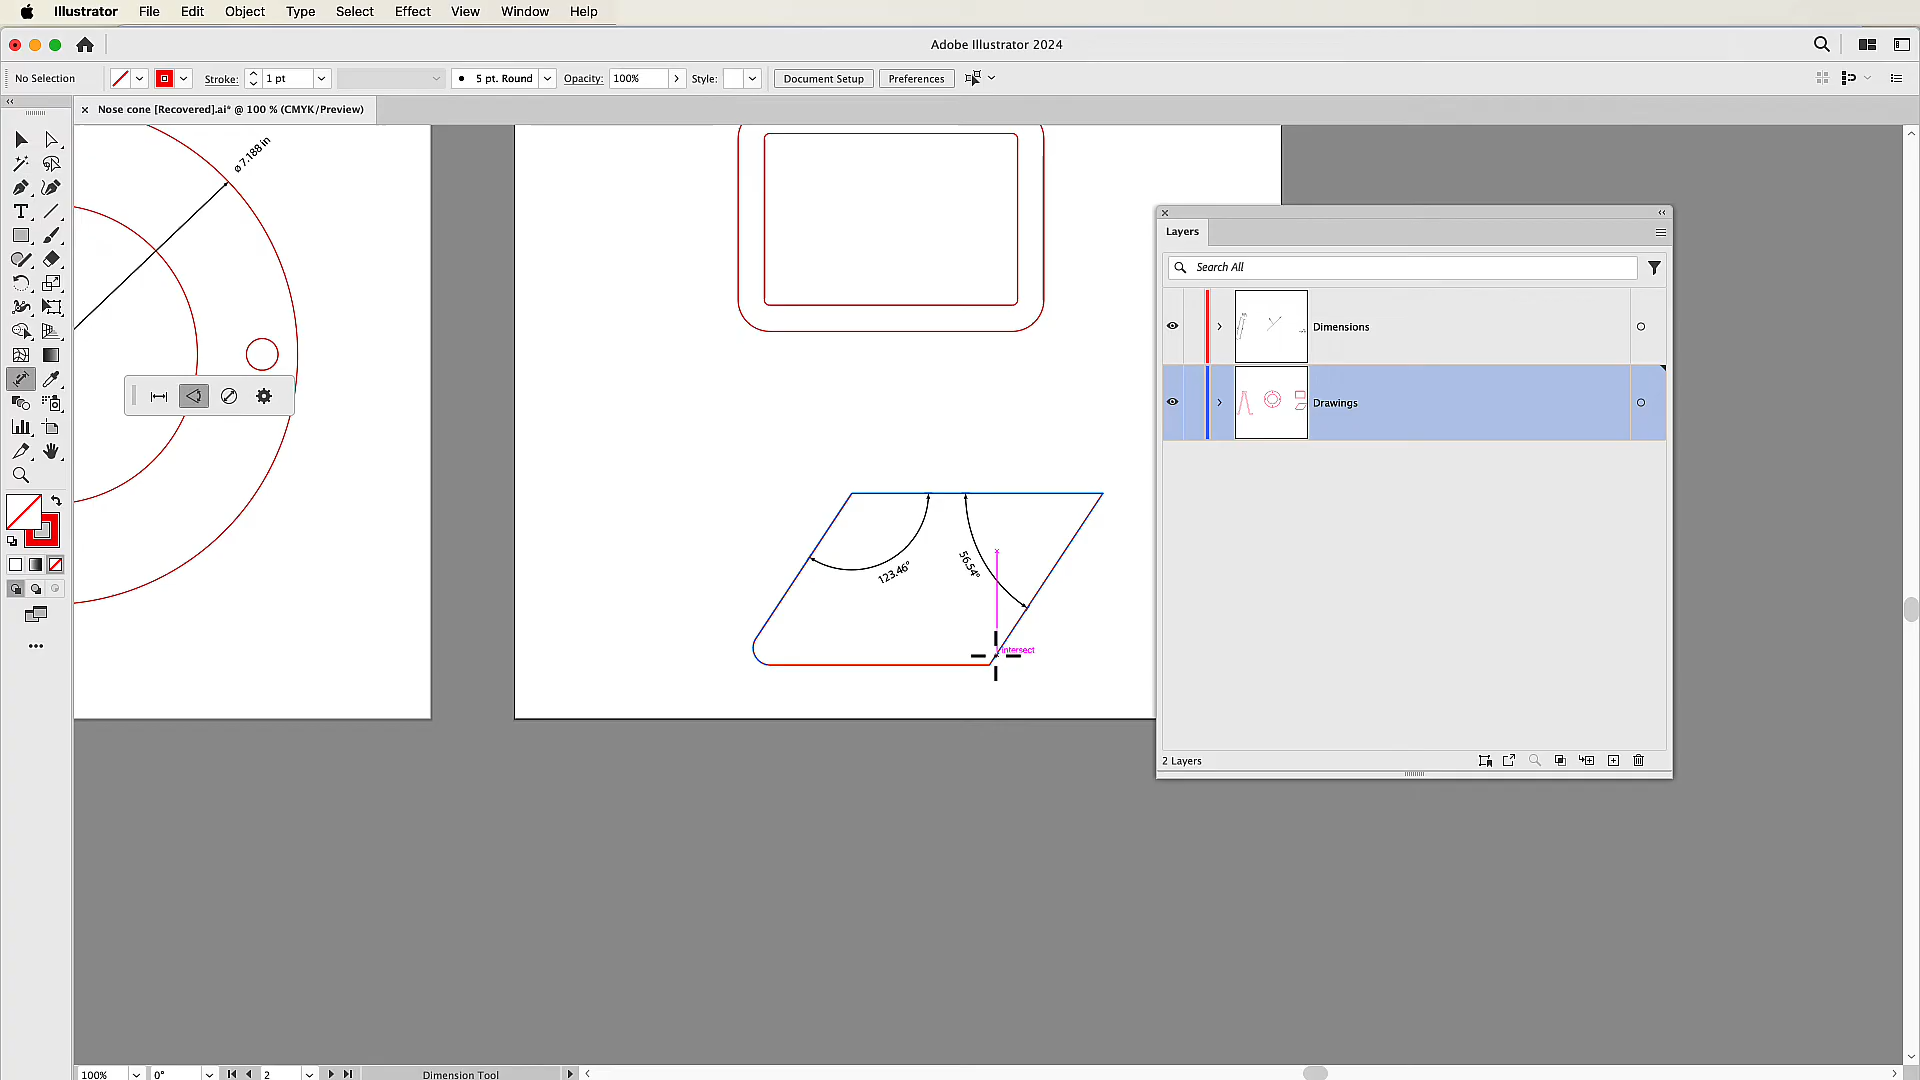 Illustrator File Edit Object Type Select Effect View Window Help
Adobe Illustrator 2024
No Selection Stroke: 1 pt 5 pt. Round Opacity: 100% Style: Document Setup Preferences
Nose cone [Recovered].ai* @ 100 % (CMYK/Preview)
ø 7.188 in
Layers
Search All
Dimensions
Drawings
123.46°
56.54°
intersect
2 Layers
100% 0° 2 Dimension Tool